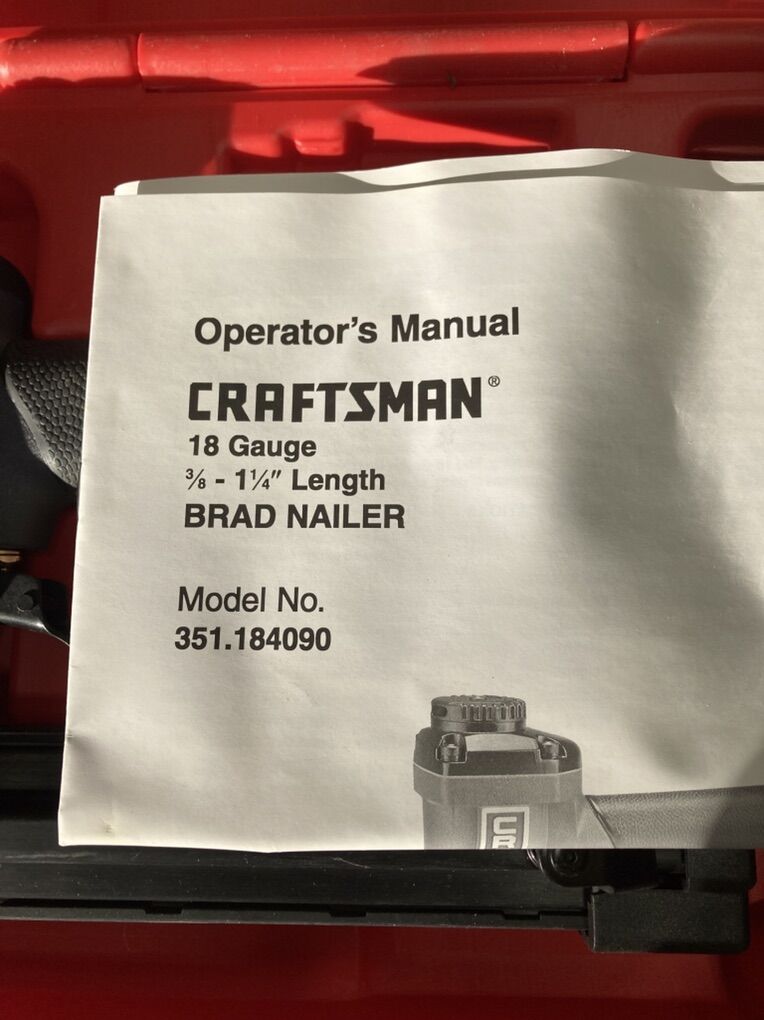 Operator's Manual
CRAFTSMAN®
18 Gauge
⅜ - 1¼″ Length
BRAD NAILER
Model No.
351.184090